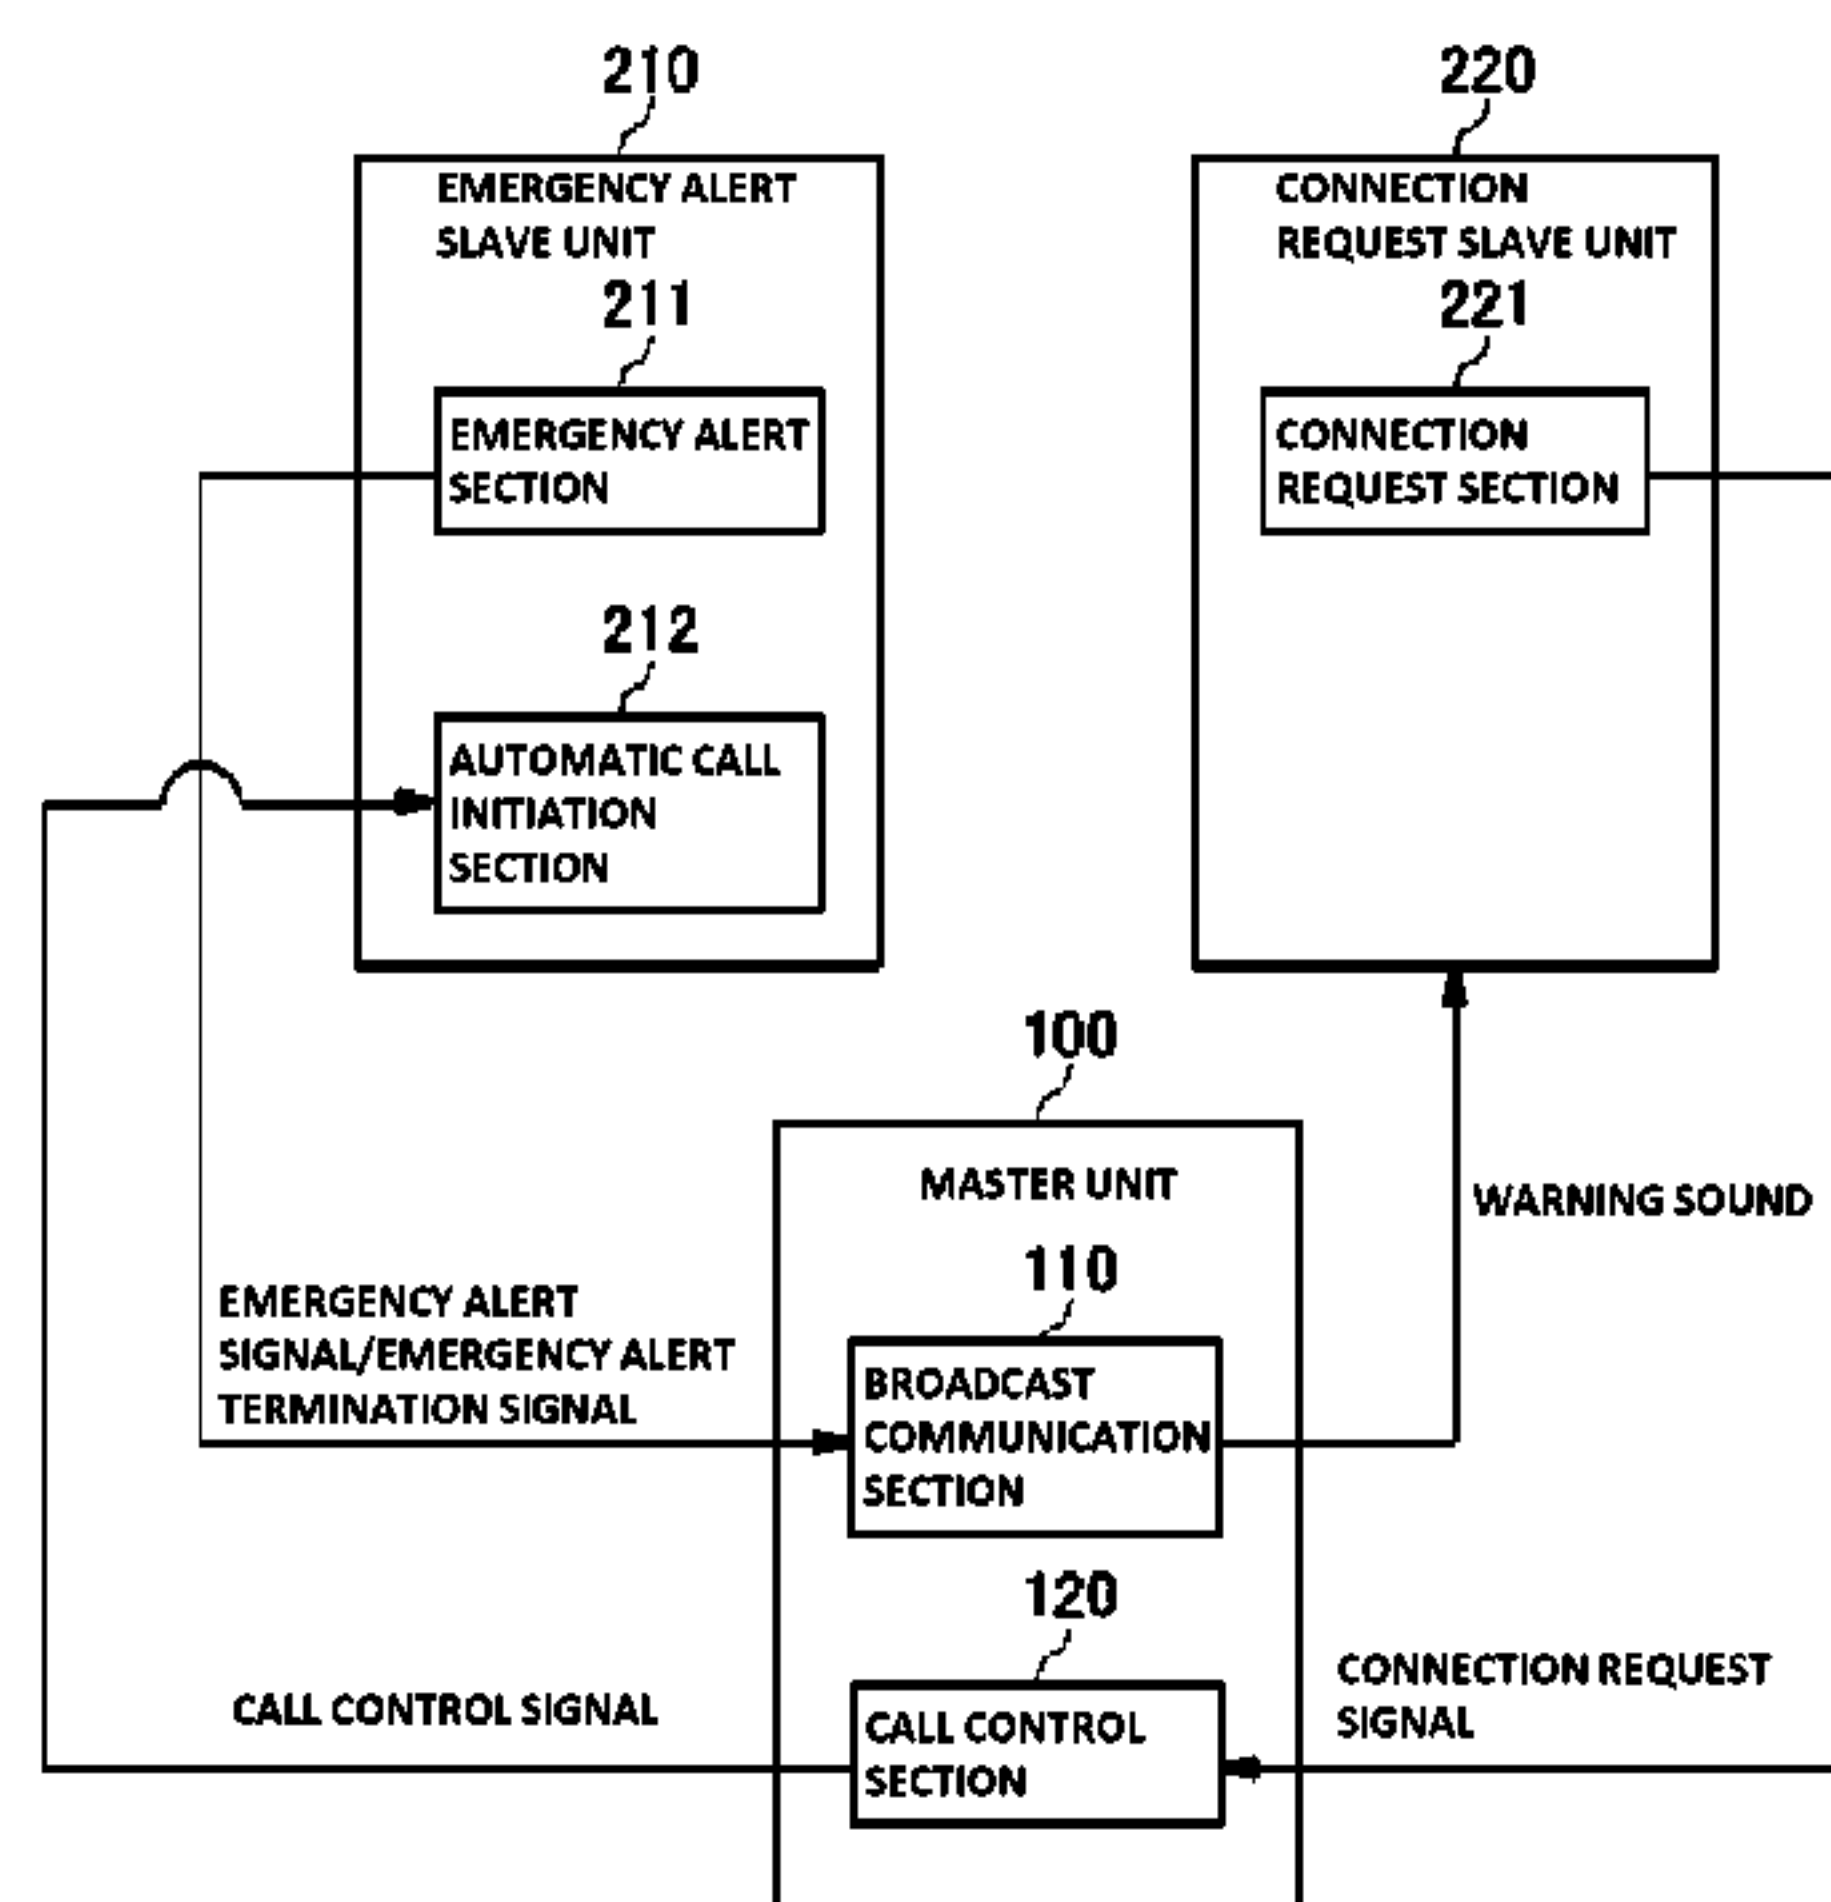 210
EMERGENCY ALERT
SLAVE UNIT
211
EMERGENCY ALERT
SECTION
212
AUTOMATIC CALL
INITIATION
SECTION
220
CONNECTION
REQUEST SLAVE UNIT
221
CONNECTION
REQUEST SECTION
100
MASTER UNIT
WARNING SOUND
110
EMERGENCY ALERT
SIGNAL/EMERGENCY ALERT
TERMINATION SIGNAL
BROADCAST
COMMUNICATION
SECTION
120
CALL CONTROL SIGNAL
CALL CONTROL
SECTION
CONNECTION REQUEST
SIGNAL